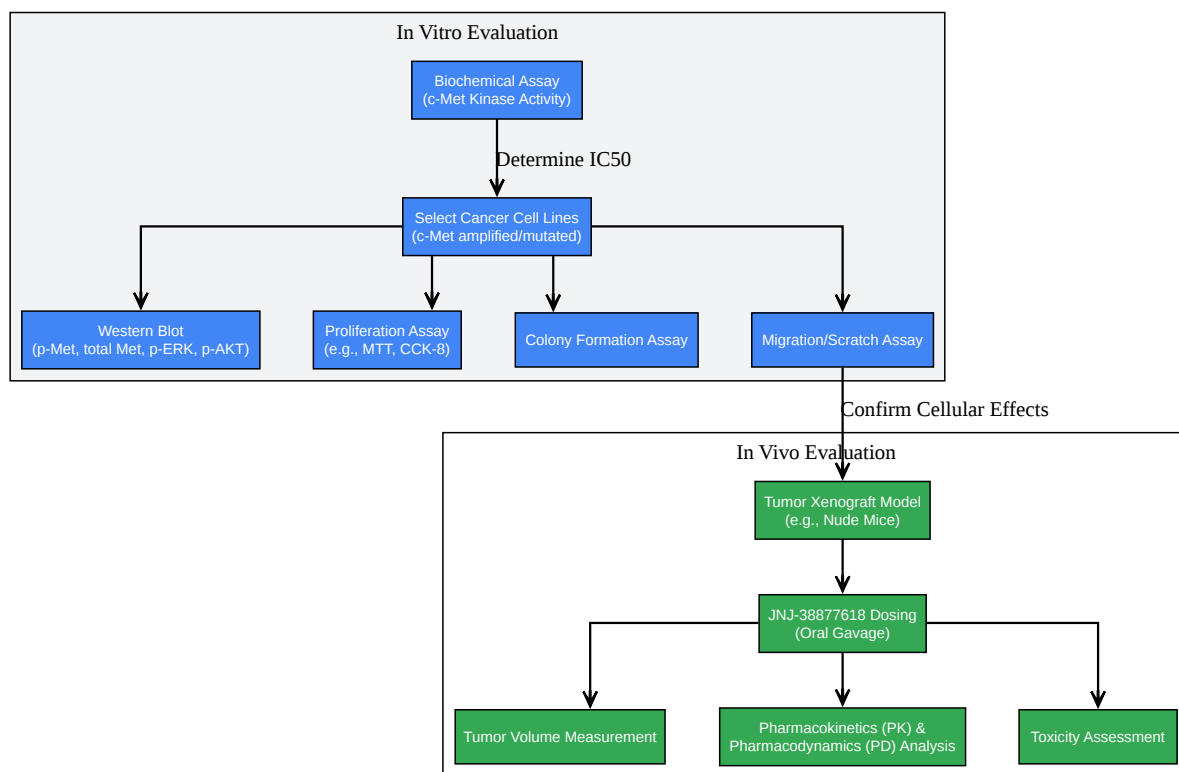 In Vitro Evaluation
Biochemical Assay
(c-Met Kinase Activity)
Determine IC50
Select Cancer Cell Lines
(c-Met amplified/mutated)
Western Blot
(p-Met, total Met, p-ERK, p-AKT)
Proliferation Assay
(e.g., MTT, CCK-8)
Colony Formation Assay
Migration/Scratch Assay
Confirm Cellular Effects
In Vivo Evaluation
Tumor Xenograft Model
(e.g., Nude Mice)
JNJ-38877618 Dosing
(Oral Gavage)
Tumor Volume Measurement
Pharmacokinetics (PK) &
Pharmacodynamics (PD) Analysis
Toxicity Assessment